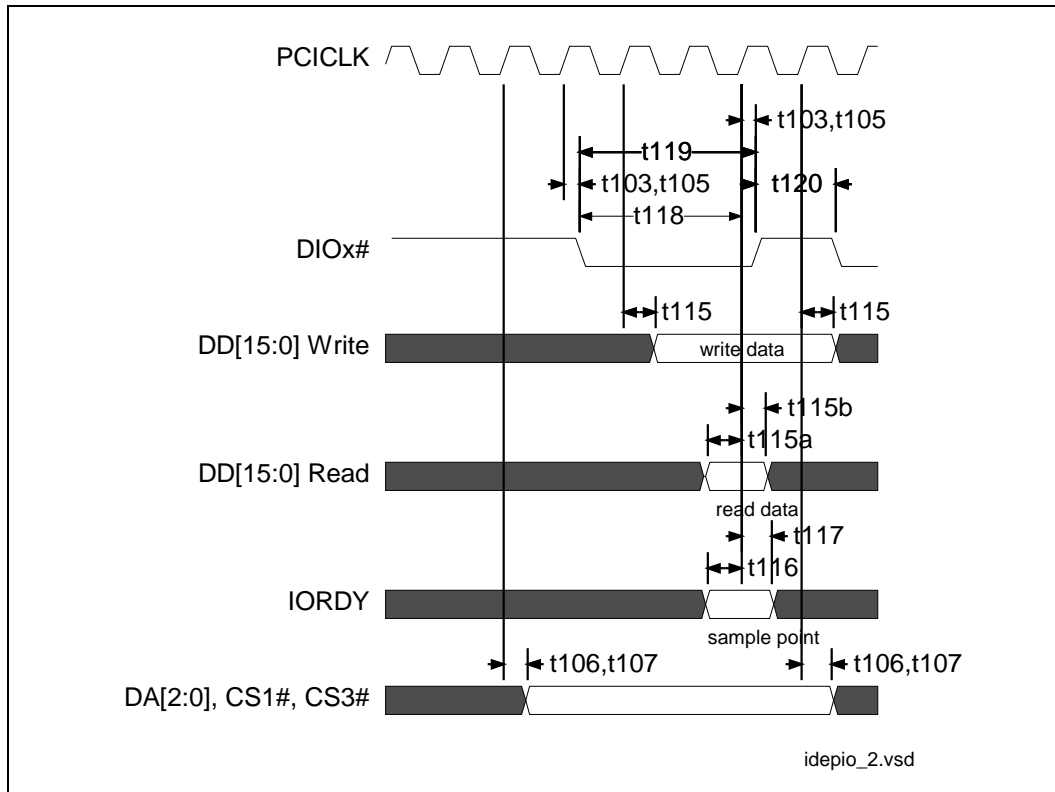 PCICLK
t103,t105
t119
t103,t105 t120
t118
DIOx#
t115 t115
DD[15:0] Write write data
t115b
t115a
DD[15:0] Read
read data
t117
t116
IORDY
sample point
t106,t107 t106,t107
DA[2:0], CS1#, CS3#
idepio_2.vsd